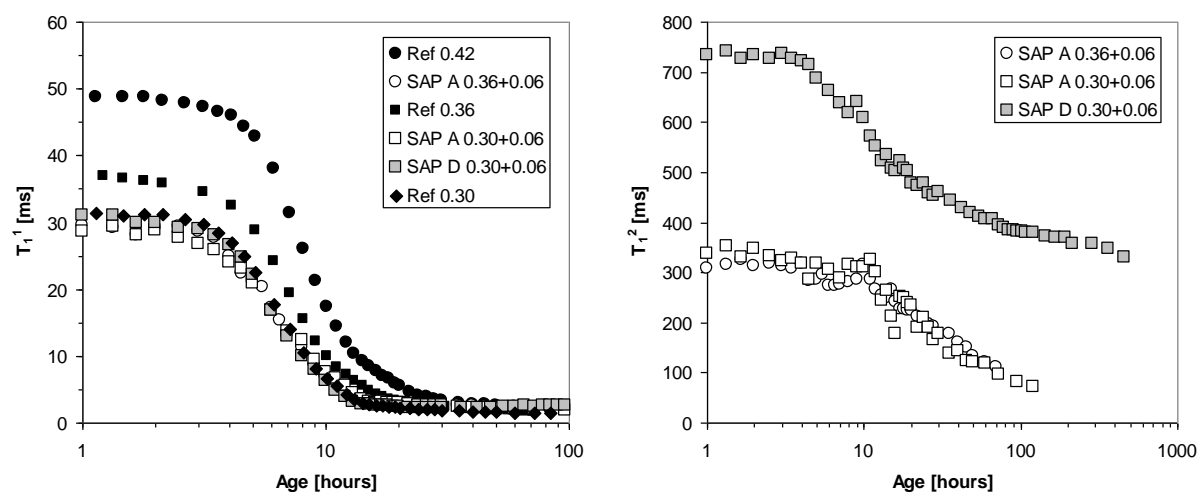 60
50
40
30
20
10
0
T₁¹ [ms]
1
10
100
Age [hours]
Ref 0.42
SAP A 0.36+0.06
Ref 0.36
SAP A 0.30+0.06
SAP D 0.30+0.06
Ref 0.30
800
700
600
500
400
300
200
100
0
T₁² [ms]
1
10
100
1000
Age [hours]
SAP A 0.36+0.06
SAP A 0.30+0.06
SAP D 0.30+0.06